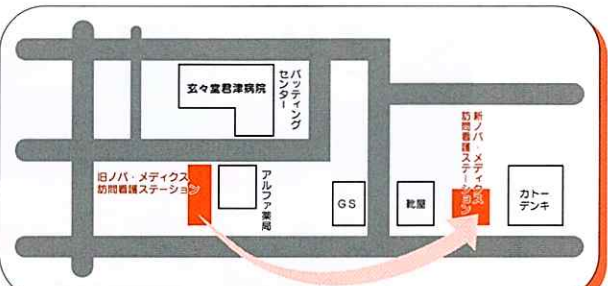 玄々堂君津病院
バッティング
センター
旧ノバ・メディクス
訪問看護ステーション
アルファ薬局
GS
靴屋
新ノバ・メディクス
訪問看護ステーション
カトー
デンキ